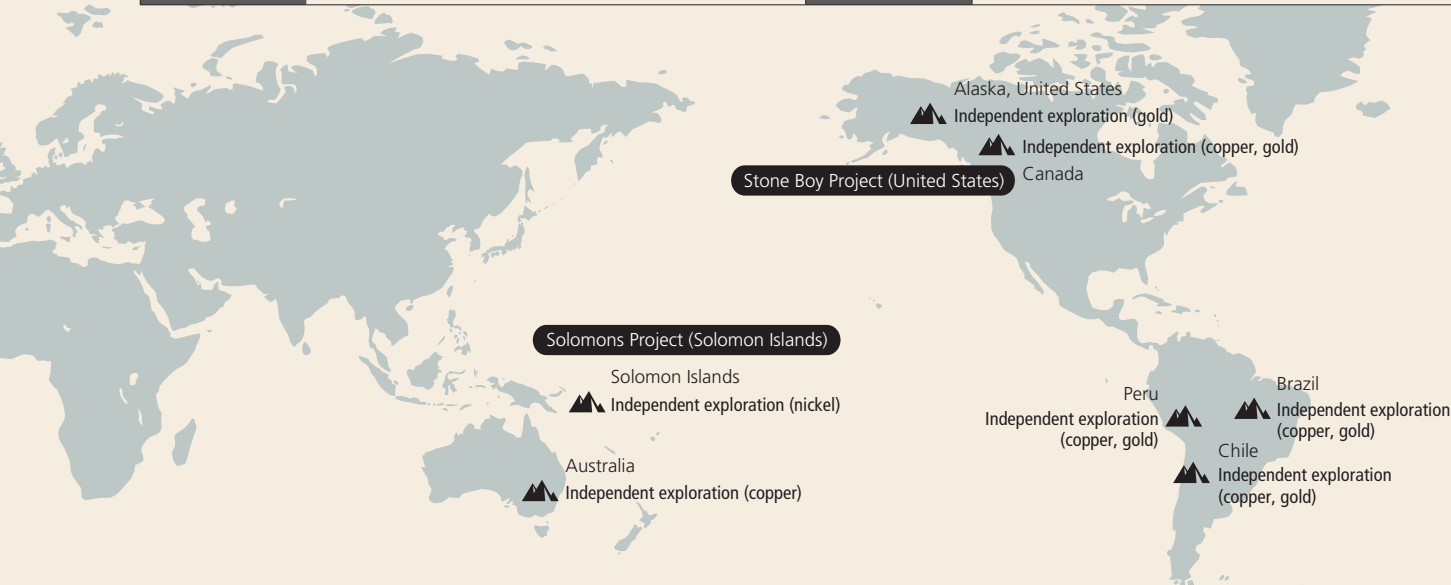 Alaska, United States
Independent exploration (gold)
Independent exploration (copper, gold)
Stone Boy Project (United States)
Canada
Solomons Project (Solomon Islands)
Solomon Islands
Independent exploration (nickel)
Australia
Independent exploration (copper)
Peru
Independent exploration
(copper, gold)
Brazil
Independent exploration
(copper, gold)
Chile
Independent exploration
(copper, gold)